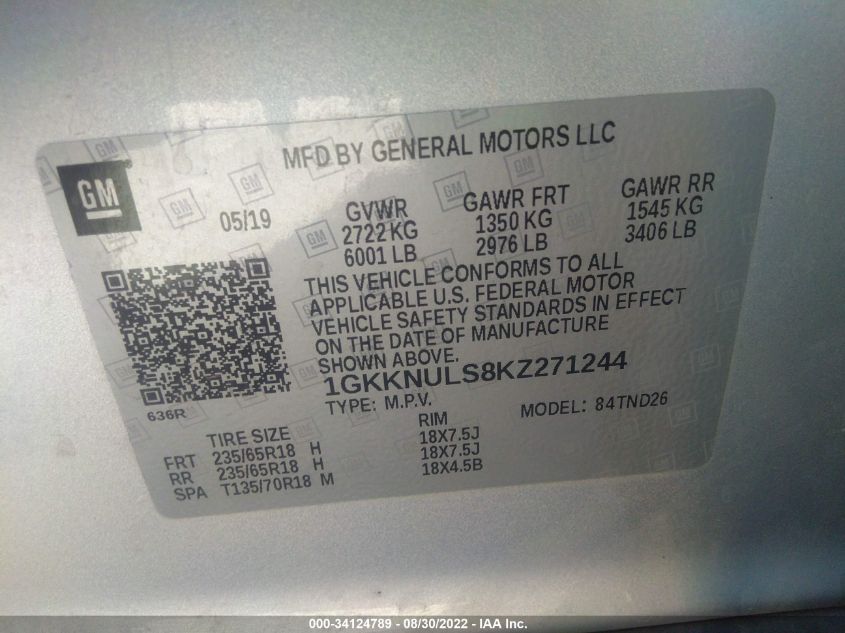 MFD BY GENERAL MOTORS LLC
GM
05/19
GVWR GAWR FRT GAWR RR
2722 KG 1350 KG 1545 KG
6001 LB 2976 LB 3406 LB
THIS VEHICLE CONFORMS TO ALL
APPLICABLE U.S. FEDERAL MOTOR
VEHICLE SAFETY STANDARDS IN EFFECT
ON THE DATE OF MANUFACTURE
SHOWN ABOVE.
1GKKNULS8KZ271244
636R
TYPE: M.P.V. MODEL: 84TND26
TIRE SIZE RIM
FRT 235/65R18 H 18X7.5J
RR 235/65R18 H 18X7.5J
SPA T135/70R18 M 18X4.5B
000-34124789 - 08/30/2022 - IAA Inc.